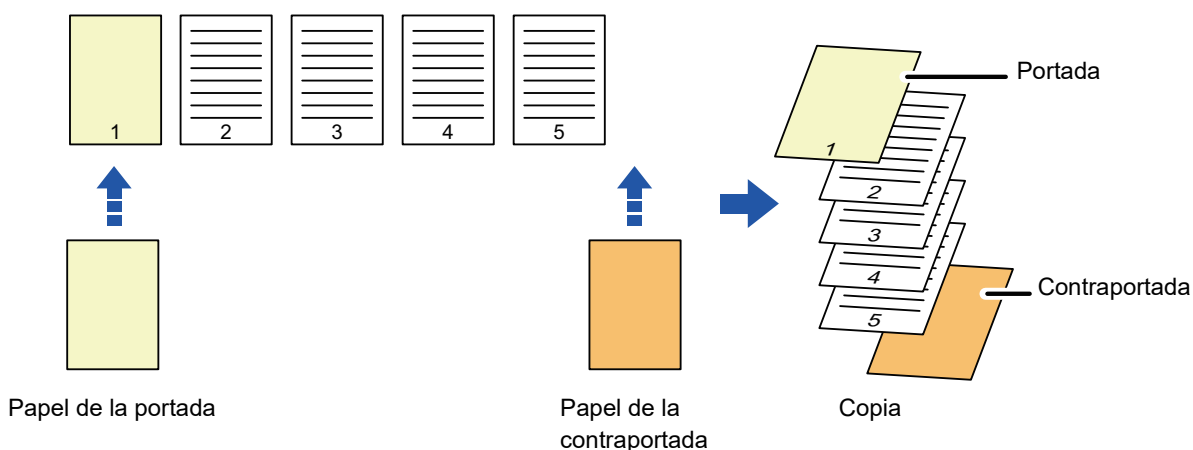 1
2
3
4
5
Portada
1
2
3
4
5
Contraportada
Papel de la portada
Papel de la
contraportada
Copia